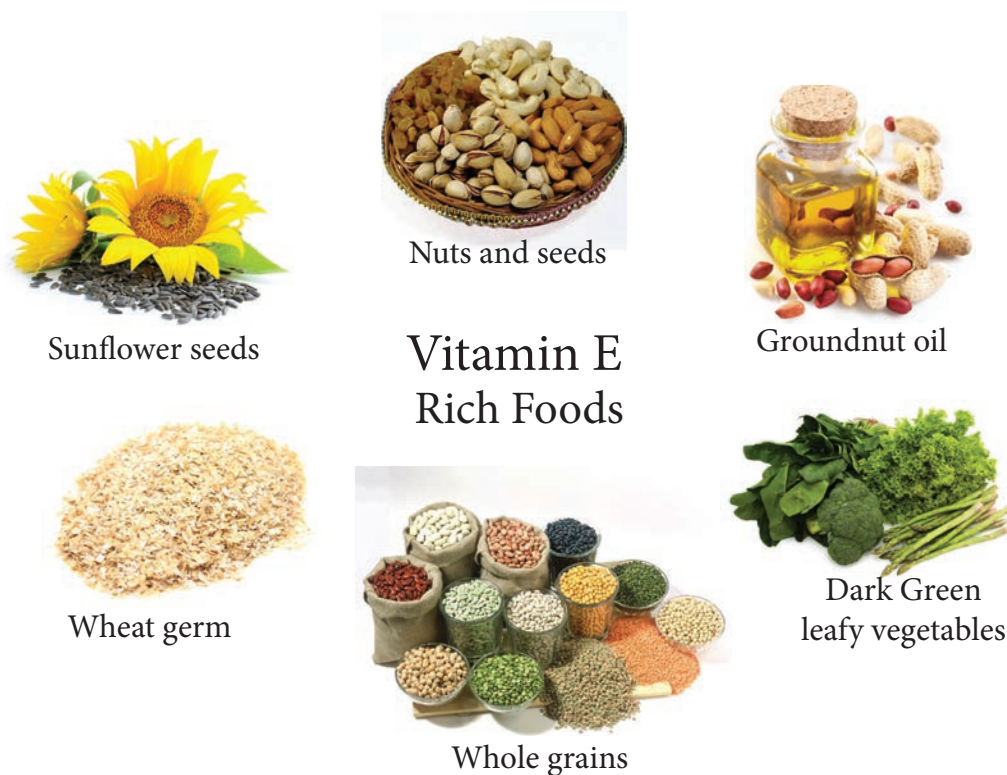 Nuts and seeds
Sunflower seeds
Groundnut oil
Vitamin E
Rich Foods
Wheat germ
Dark Green
leafy vegetables
Whole grains